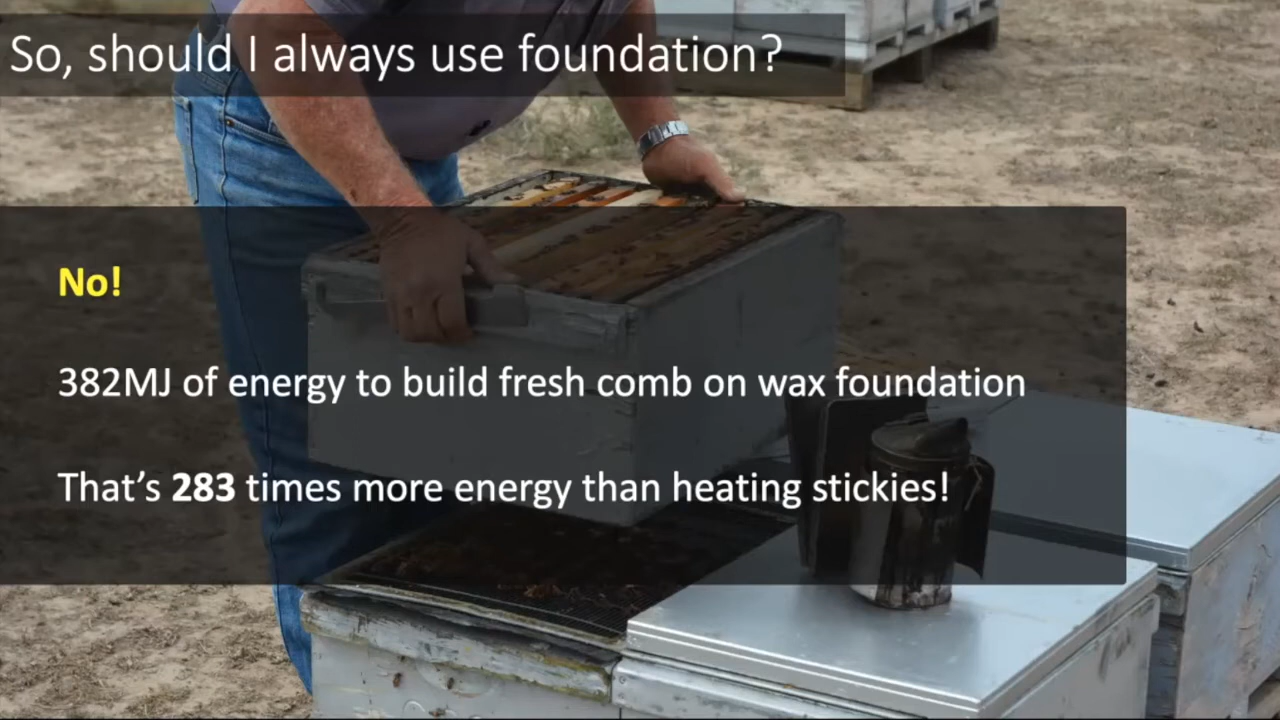 So, should I always use foundation?
No!
382MJ of energy to build fresh comb on wax foundation
That's 283 times more energy than heating stickies!